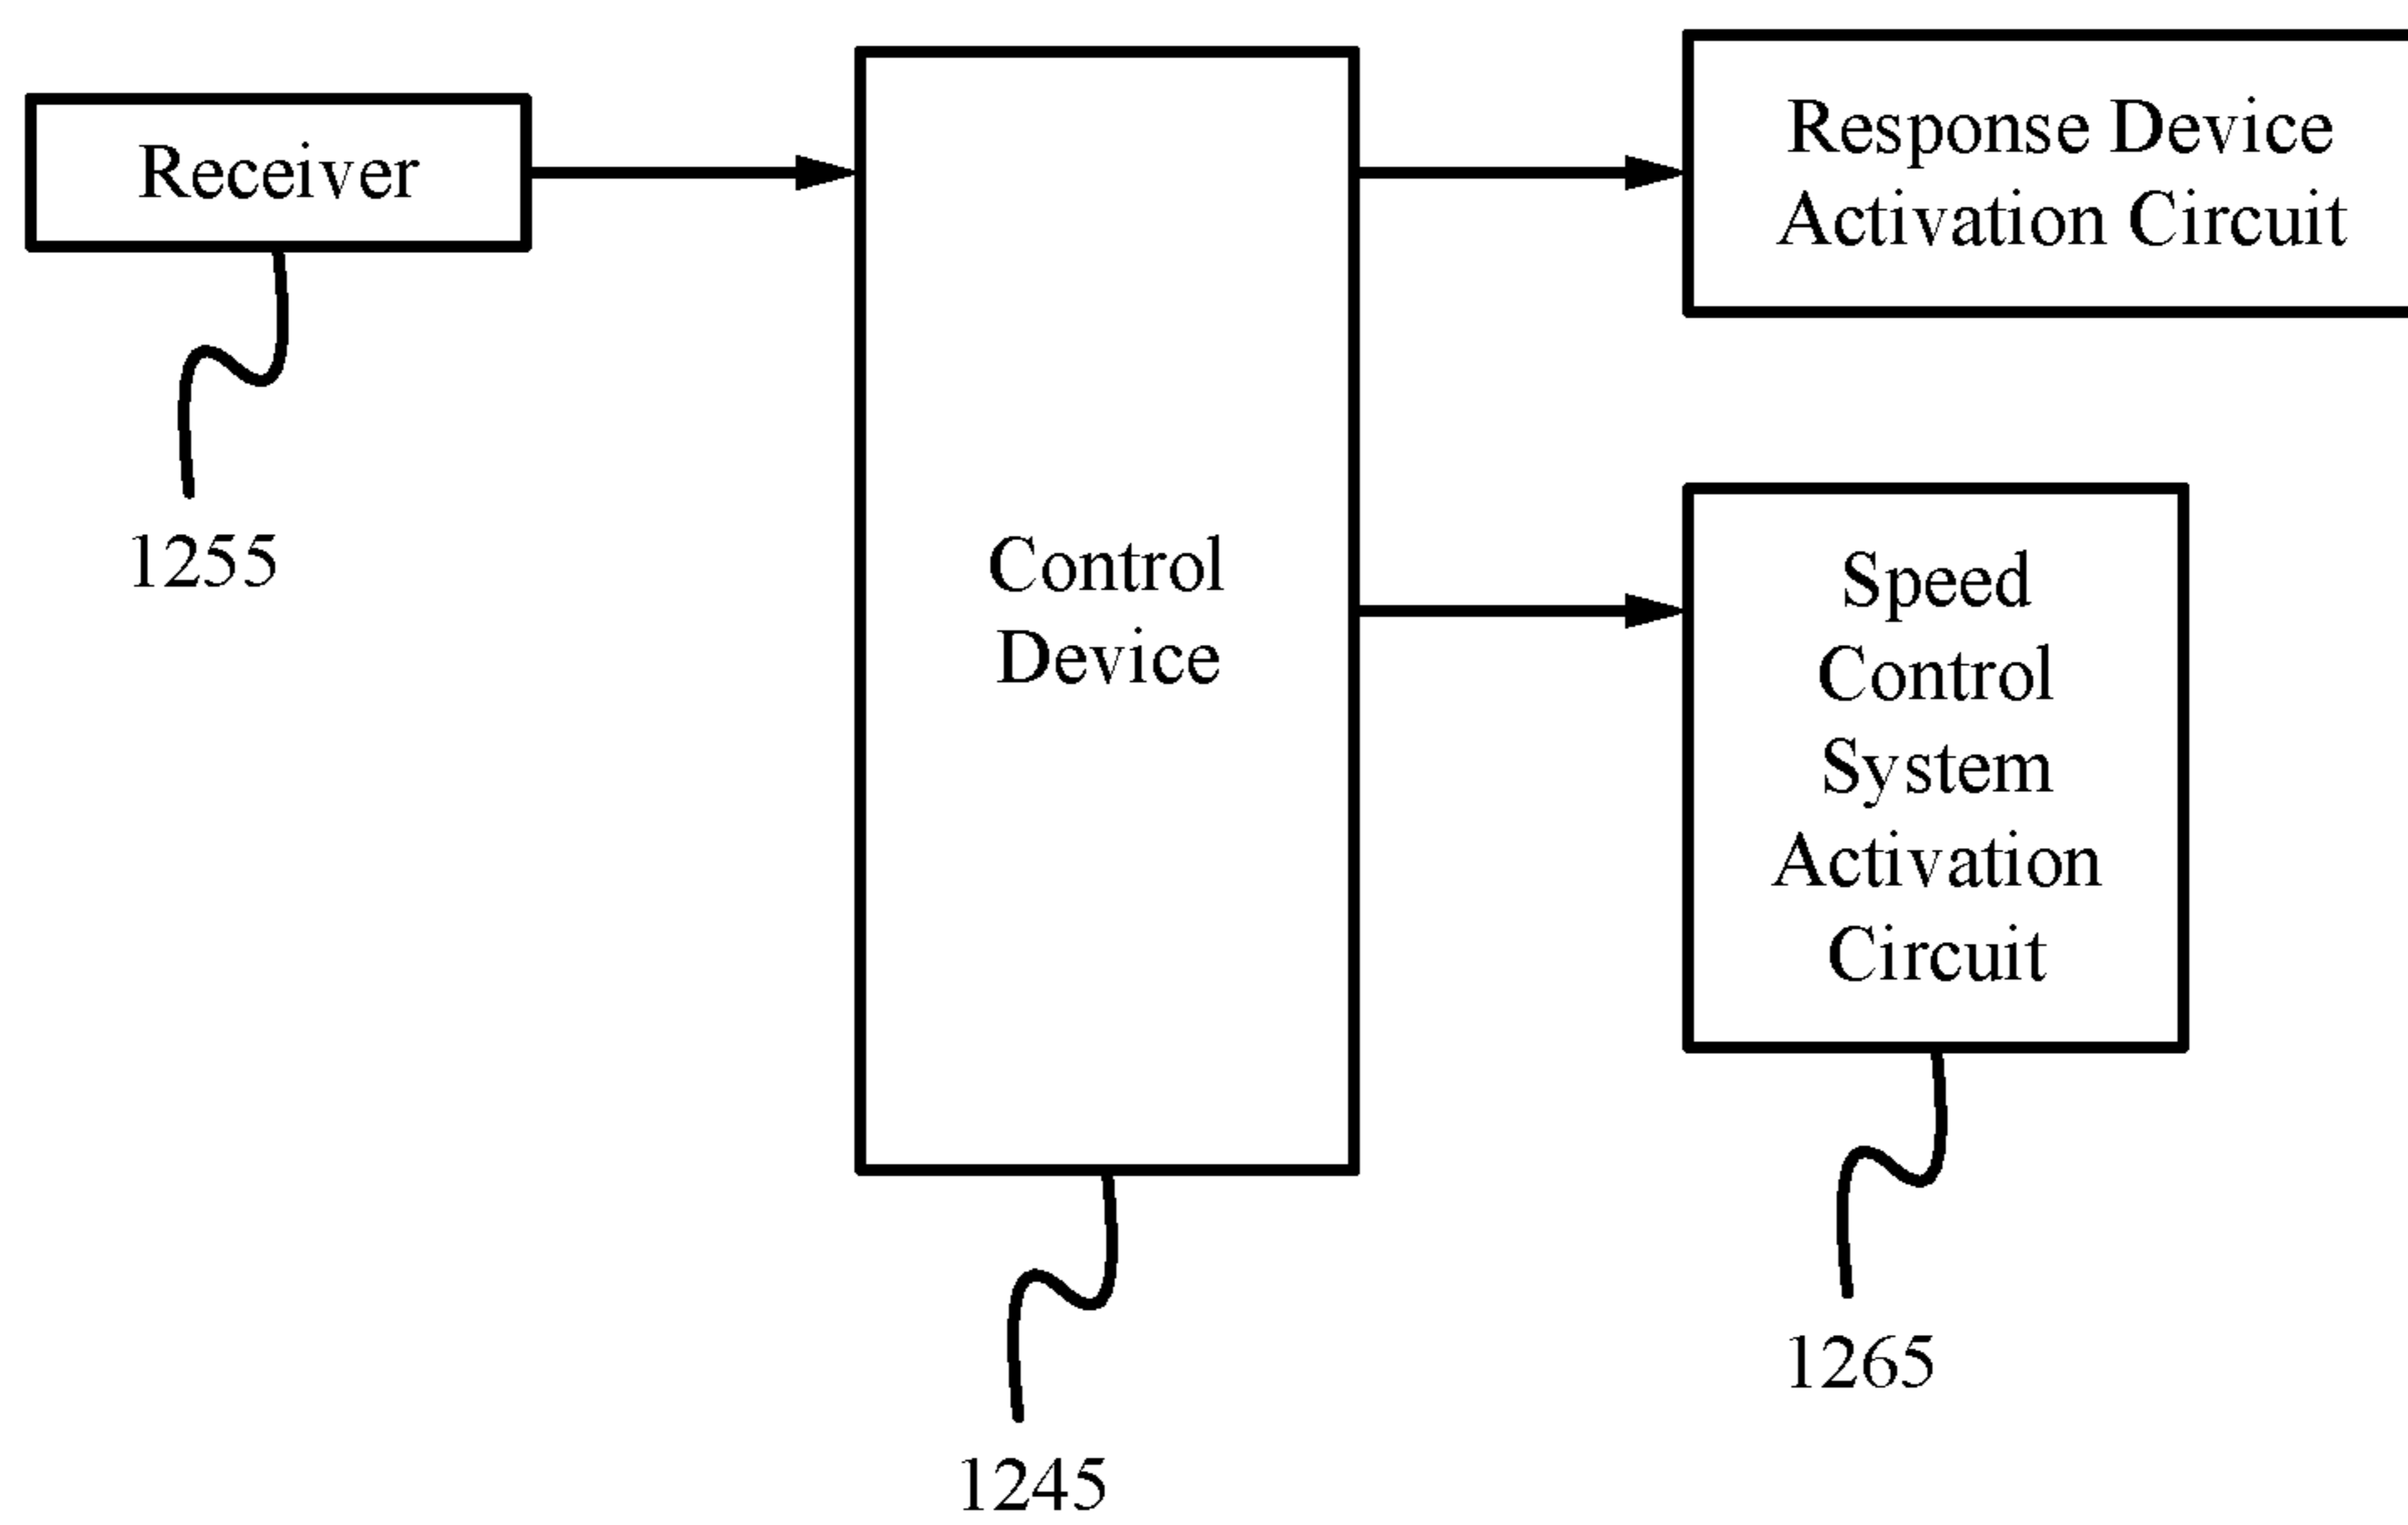 Receiver
1255
Control
Device
1245
Response Device
Activation Circuit
Speed
Control
System
Activation
Circuit
1265